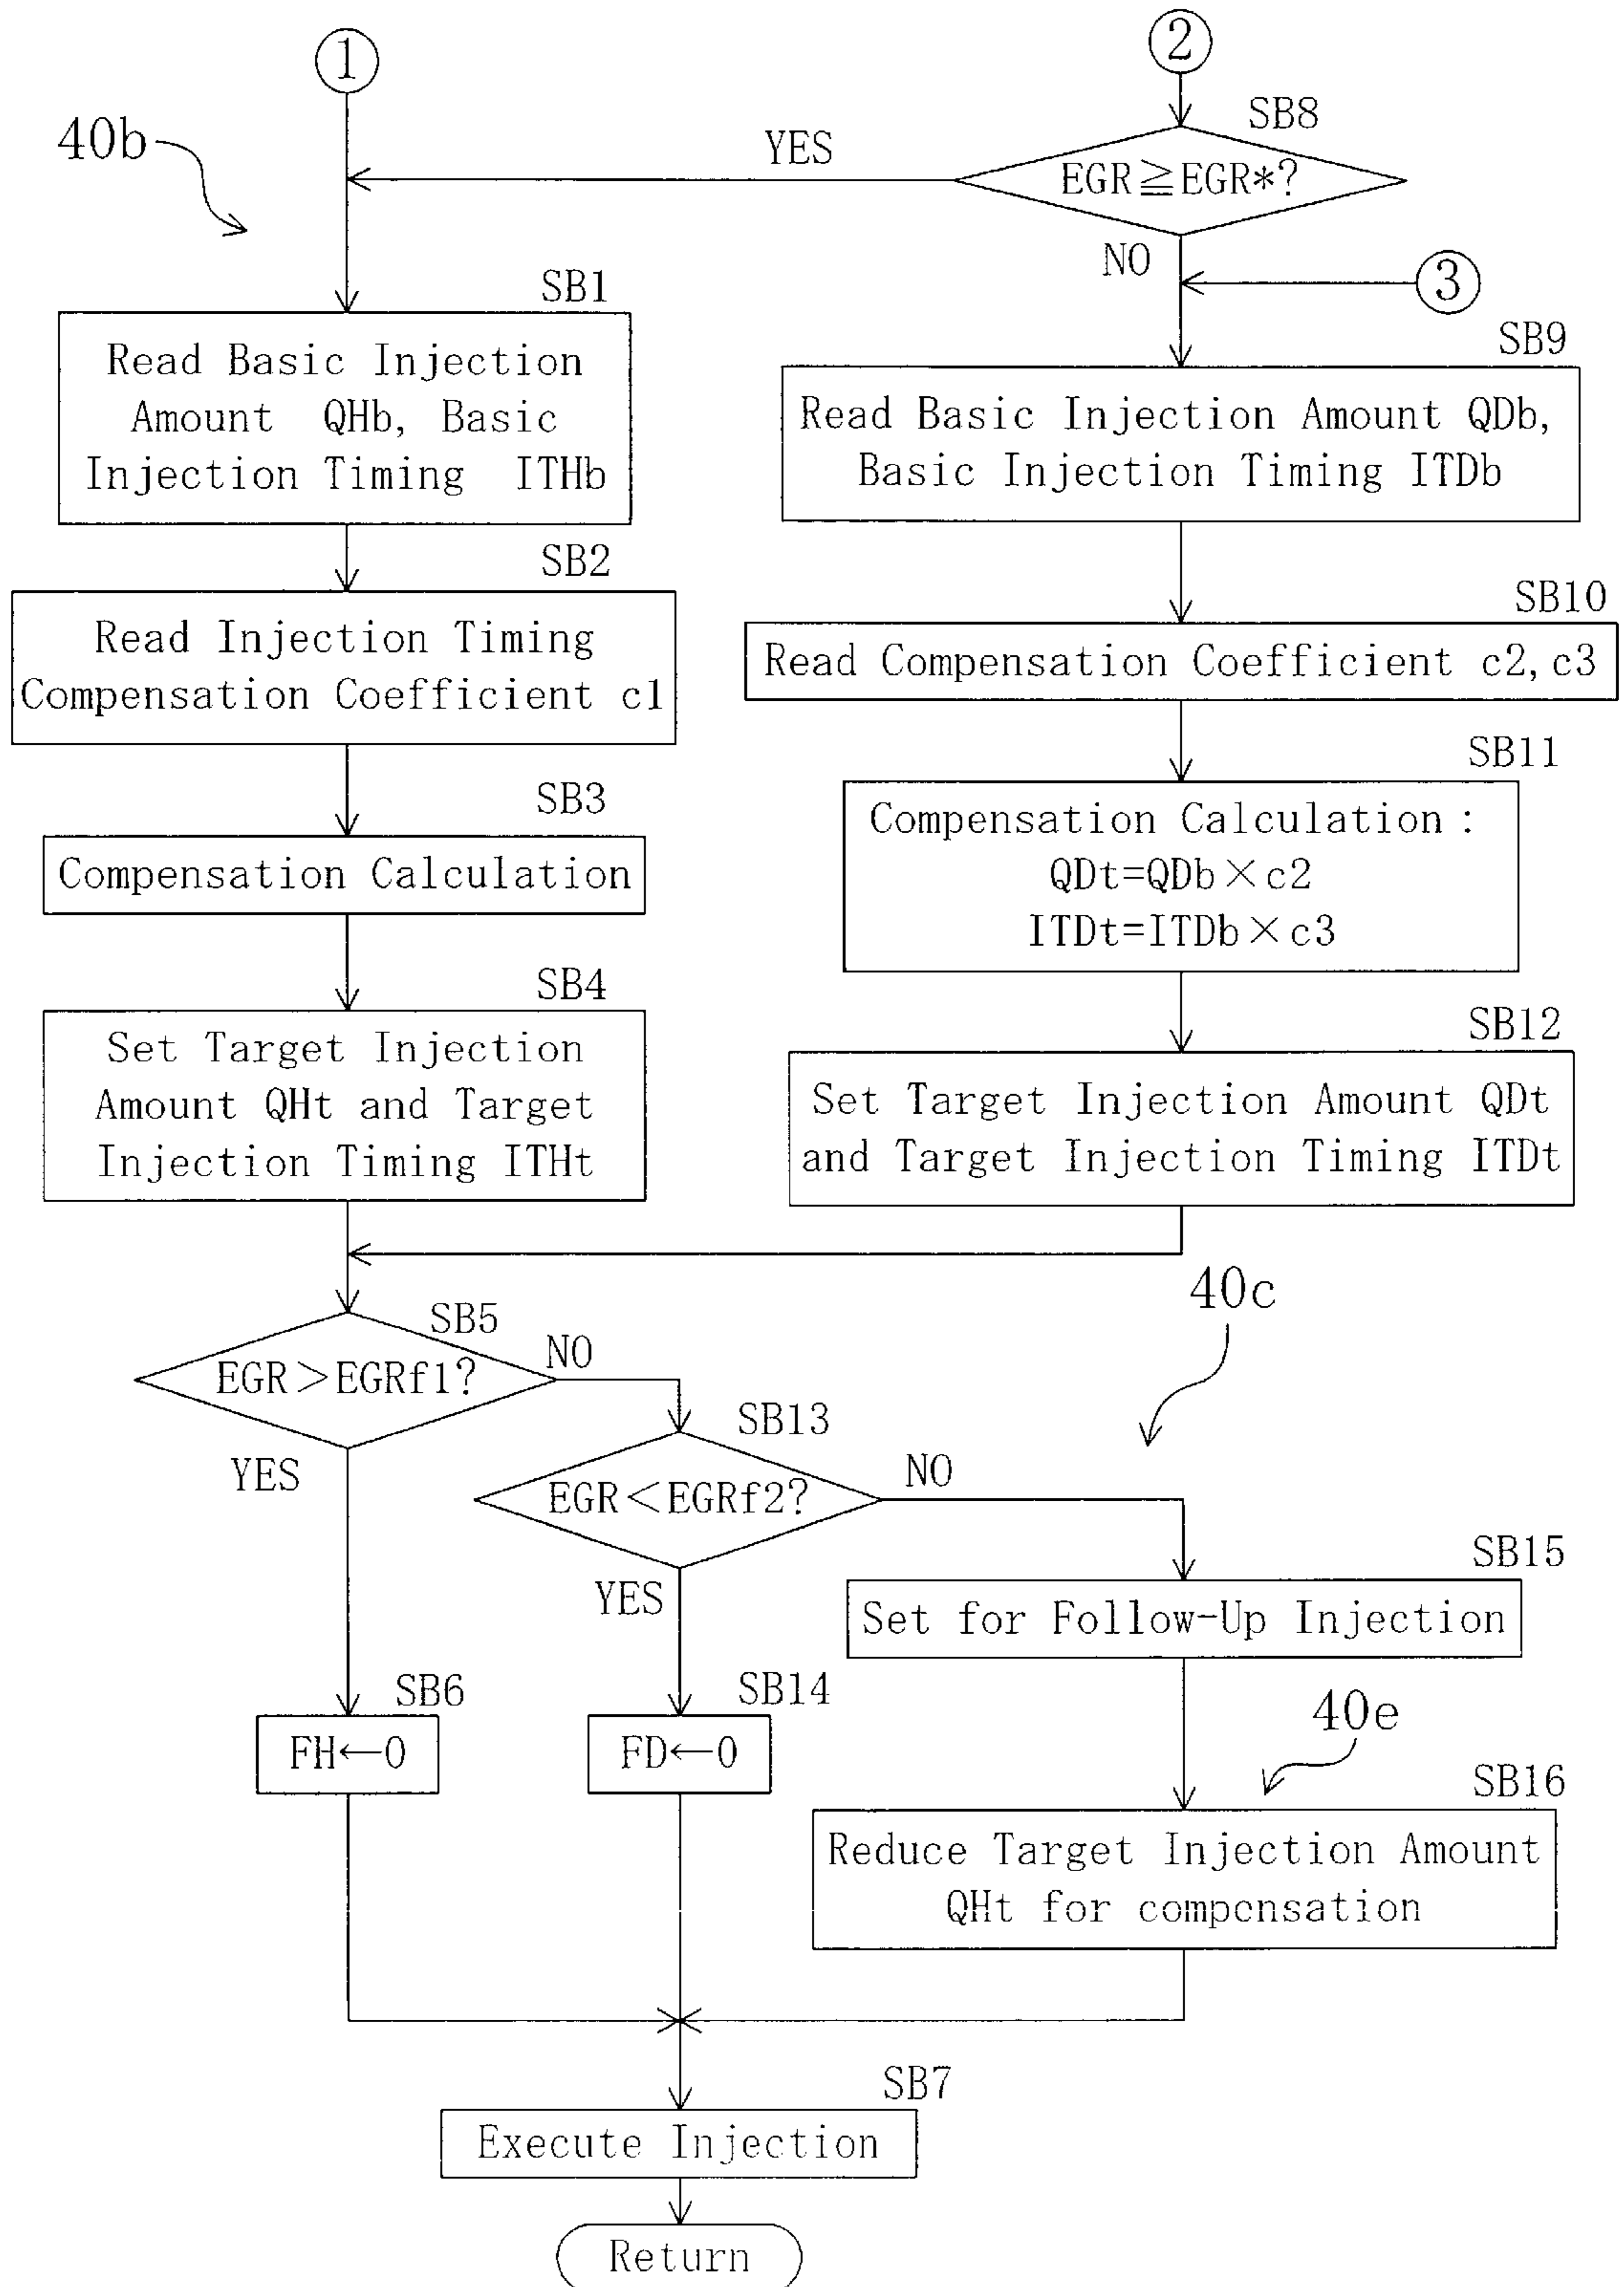 ①
②
40b
SB8
YES
EGR≧EGR*?
NO
③
SB1
Read Basic Injection
Amount QHb, Basic
Injection Timing ITHb
SB9
Read Basic Injection Amount QDb,
Basic Injection Timing ITDb
SB2
Read Injection Timing
Compensation Coefficient c1
SB10
Read Compensation Coefficient c2,c3
SB3
Compensation Calculation
SB11
Compensation Calculation:
QDt=QDb×c2
ITDt=ITDb×c3
SB4
Set Target Injection
Amount QHt and Target
Injection Timing ITHt
SB12
Set Target Injection Amount QDt
and Target Injection Timing ITDt
40c
SB5
EGR>EGRf1?
NO
YES
SB13
EGR<EGRf2?
NO
YES
SB15
Set for Follow-Up Injection
SB6
FH←0
SB14
FD←0
40e
SB16
Reduce Target Injection Amount
QHt for compensation
SB7
Execute Injection
Return